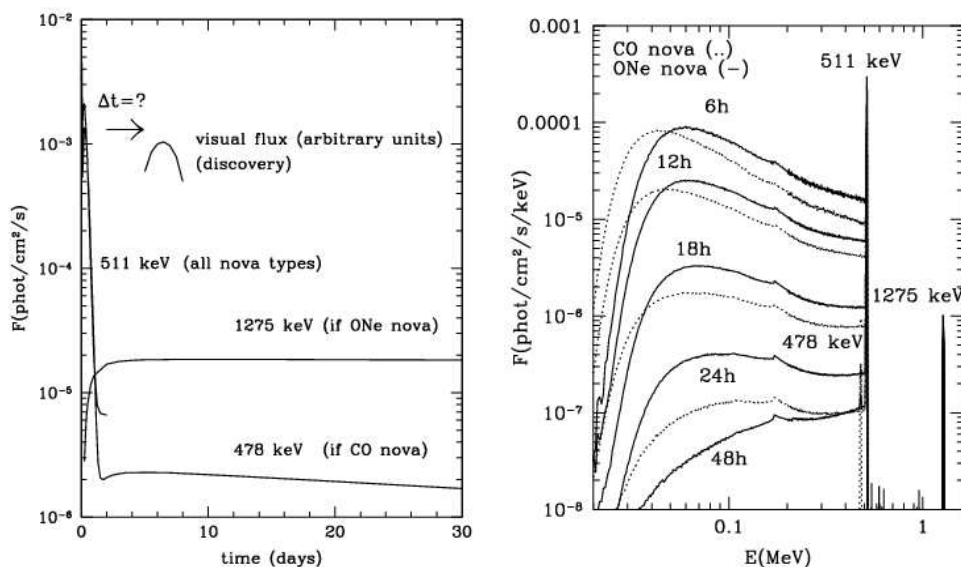 10⁻²
Δt=?
10⁻³
visual flux (arbitrary units)
(discovery)
F(phot/cm²/s)
10⁻⁴
511 keV (all nova types)
1275 keV (if ONe nova)
10⁻⁵
478 keV (if CO nova)
10⁻⁶
0 10 20 30
time (days)
0.001
CO nova (..)
ONe nova (–)
511 keV
0.0001
6h
12h
F(phot/cm²/s/keV)
10⁻⁵
18h
1275 keV
10⁻⁶
478 keV
24h
10⁻⁷
48h
10⁻⁸
0.1 1
E(MeV)